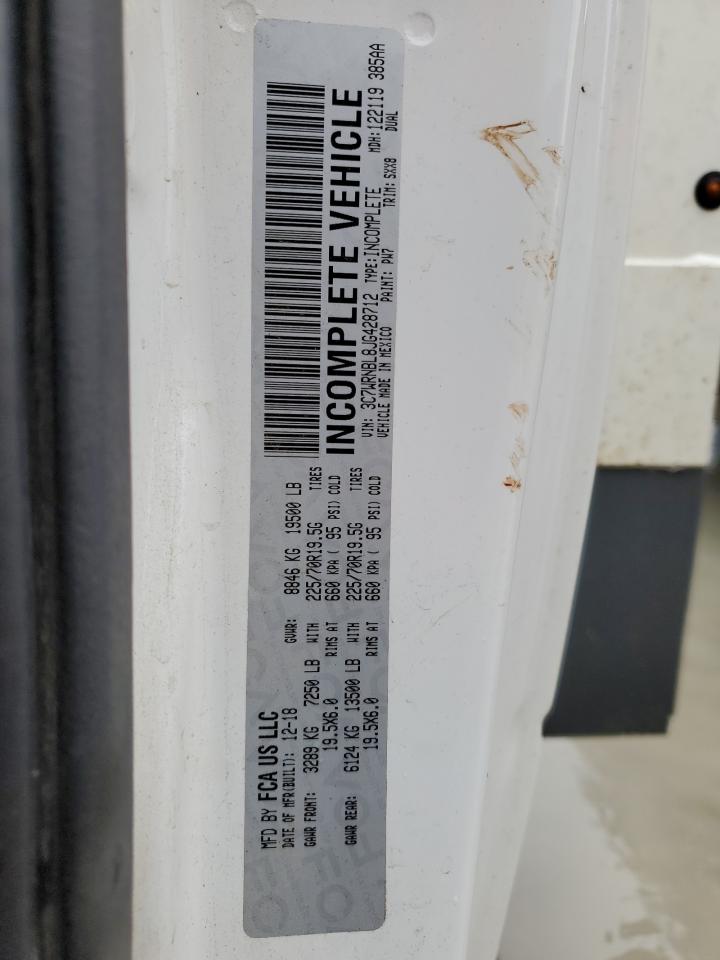 MFD BY FCA US LLC
DATE OF MFR(BUILT): 12-18 GVWR: 8846 KG 19500 LB
GAWR FRONT: 3289 KG 7250 LB WITH 225/70R19.5G TIRES
19.5X6.0 RIMS AT 660 KPA ( 95 PSI) COLD
GAWR REAR: 6124 KG 13500 LB WITH 225/70R19.5G TIRES
19.5X6.0 RIMS AT 660 KPA ( 95 PSI) COLD
INCOMPLETE VEHICLE
VIN: 3C7WRNBL8JG428712 TYPE:INCOMPLETE MDH:122119 385AA
VEHICLE MADE IN MEXICO PAINT: PW7 TRIM: SXX8 DUAL